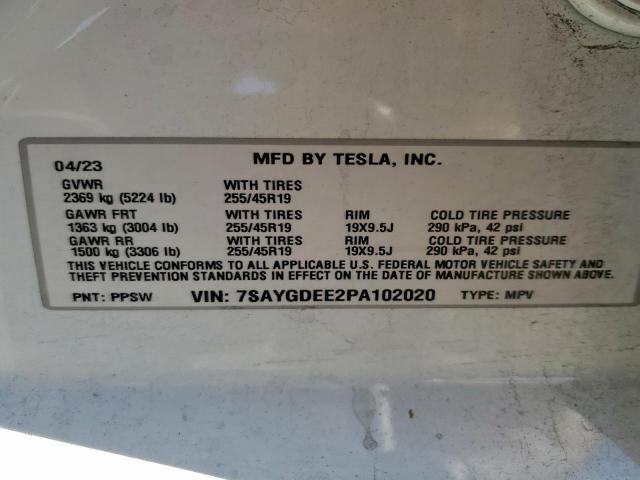 04/23 MFD BY TESLA, INC.
GVWR WITH TIRES
2369 kg (5224 lb) 255/45R19
GAWR FRT WITH TIRES RIM COLD TIRE PRESSURE
1363 kg (3004 lb) 255/45R19 19X9.5J 290 kPa, 42 psi
GAWR RR WITH TIRES RIM COLD TIRE PRESSURE
1500 kg (3306 lb) 255/45R19 19X9.5J 290 kPa, 42 psi
THIS VEHICLE CONFORMS TO ALL APPLICABLE U.S. FEDERAL MOTOR VEHICLE SAFETY AND
THEFT PREVENTION STANDARDS IN EFFECT ON THE DATE OF MANUFACTURE SHOWN ABOVE.
PNT: PPSW VIN: 7SAYGDEE2PA102020 TYPE: MPV